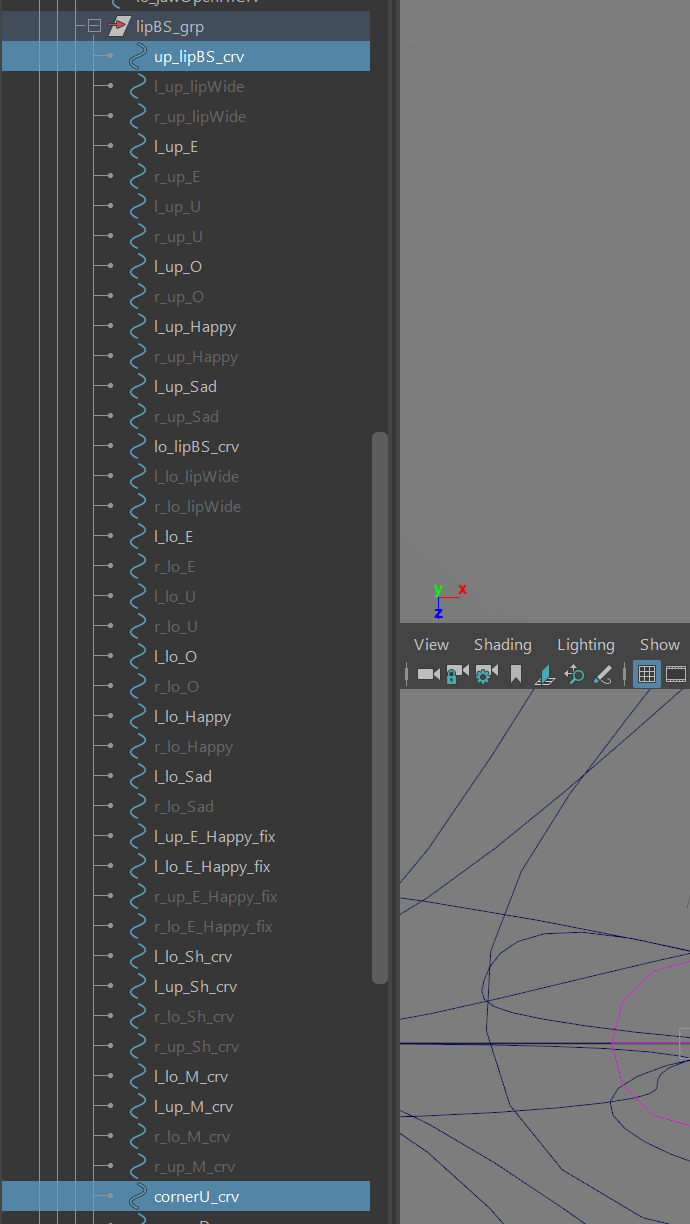 lipBS_grp
up_lipBS_crv
l_up_lipWide
r_up_lipWide
l_up_E
r_up_E
l_up_U
r_up_U
l_up_O
r_up_O
l_up_Happy
r_up_Happy
l_up_Sad
r_up_Sad
lo_lipBS_crv
l_lo_lipWide
r_lo_lipWide
l_lo_E
r_lo_E
l_lo_U
r_lo_U
l_lo_O
r_lo_O
l_lo_Happy
r_lo_Happy
l_lo_Sad
r_lo_Sad
l_up_E_Happy_fix
l_lo_E_Happy_fix
r_up_E_Happy_fix
r_lo_E_Happy_fix
l_lo_Sh_crv
l_up_Sh_crv
r_lo_Sh_crv
r_up_Sh_crv
l_lo_M_crv
l_up_M_crv
r_lo_M_crv
r_up_M_crv
cornerU_crv
y x
z
View Shading Lighting Show